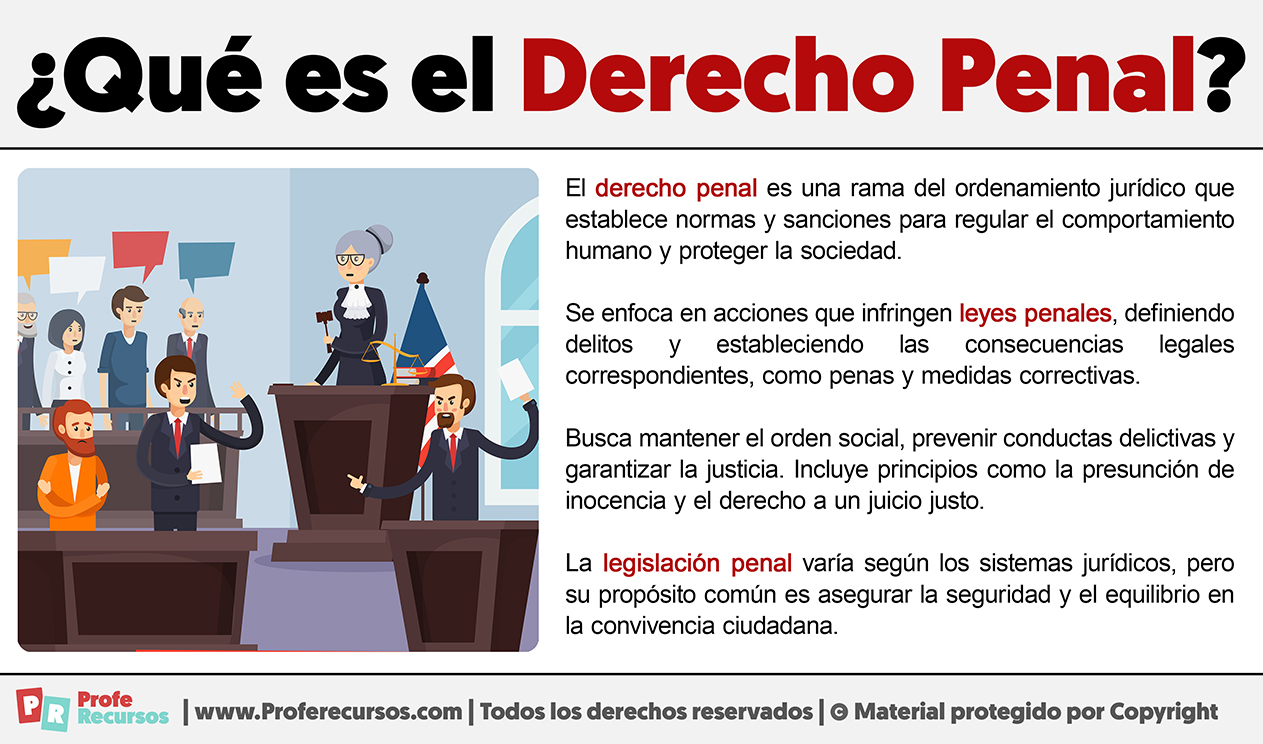 ¿Qué es el Derecho Penal?
El derecho penal es una rama del ordenamiento jurídico que
establece normas y sanciones para regular el comportamiento
humano y proteger la sociedad.
Se enfoca en acciones que infringen leyes penales, definiendo
delitos y estableciendo las consecuencias legales
correspondientes, como penas y medidas correctivas.
Busca mantener el orden social, prevenir conductas delictivas y
garantizar la justicia. Incluye principios como la presunción de
inocencia y el derecho a un juicio justo.
La legislación penal varía según los sistemas jurídicos, pero
su propósito común es asegurar la seguridad y el equilibrio en
la convivencia ciudadana.
PR Profe
Recursos | www.Proferecursos.com | Todos los derechos reservados | © Material protegido por Copyright